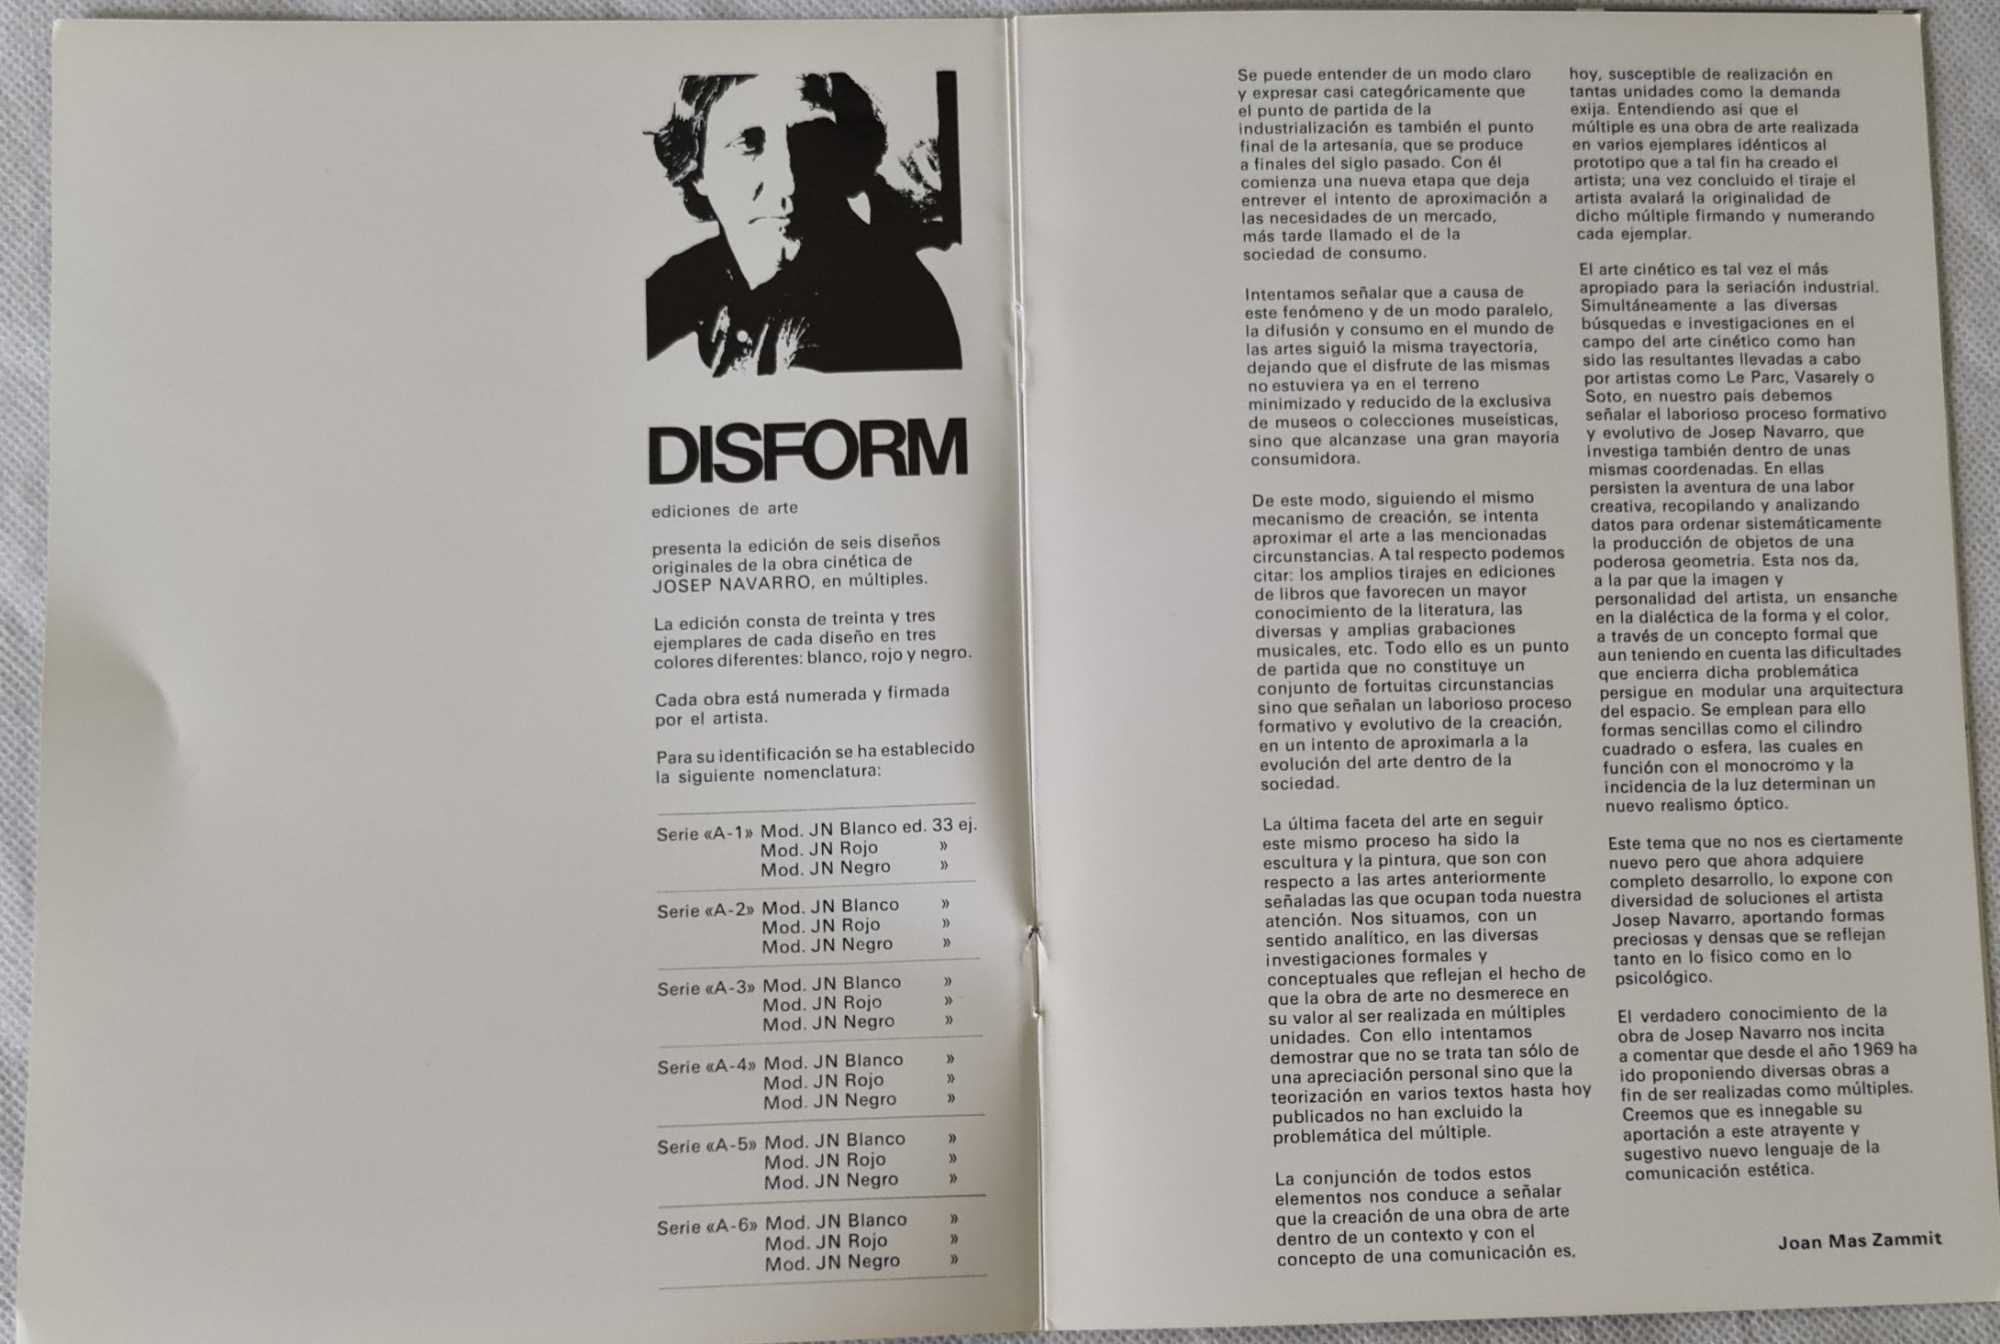 DISFORM
ediciones de arte
presenta la edición de seis diseños
originales de la obra cinética de
JOSEP NAVARRO, en múltiples.
La edición consta de treinta y tres
ejemplares de cada diseño en tres
colores diferentes: blanco, rojo y negro.
Cada obra está numerada y firmada
por el artista.
Para su identificación se ha establecido
la siguiente nomenclatura:
Serie «A-1» Mod. JN Blanco ed. 33 ej.
Mod. JN Rojo »
Mod. JN Negro »
Serie «A-2» Mod. JN Blanco »
Mod. JN Rojo »
Mod. JN Negro »
Serie «A-3» Mod. JN Blanco »
Mod. JN Rojo »
Mod. JN Negro »
Serie «A-4» Mod. JN Blanco »
Mod. JN Rojo »
Mod. JN Negro »
Serie «A-5» Mod. JN Blanco »
Mod. JN Rojo »
Mod. JN Negro »
Serie «A-6» Mod. JN Blanco »
Mod. JN Rojo »
Mod. JN Negro »
Se puede entender de un modo claro
y expresar casi categóricamente que
el punto de partida de la
industrialización es también el punto
final de la artesanía, que se produce
a finales del siglo pasado. Con él
comienza una nueva etapa que deja
entrever el intento de aproximación a
las necesidades de un mercado,
más tarde llamado el de la
sociedad de consumo.
Intentamos señalar que a causa de
este fenómeno y de un modo paralelo,
la difusión y consumo en el mundo de
las artes siguió la misma trayectoria,
dejando que el disfrute de las mismas
no estuviera ya en el terreno
minimizado y reducido de la exclusiva
de museos o colecciones museísticas,
sino que alcanzase una gran mayoría
consumidora.
De este modo, siguiendo el mismo
mecanismo de creación, se intenta
aproximar el arte a las mencionadas
circunstancias. A tal respecto podemos
citar: los amplios tirajes en ediciones
de libros que favorecen un mayor
conocimiento de la literatura, las
diversas y amplias grabaciones
musicales, etc. Todo ello es un punto
de partida que no constituye un
conjunto de fortuitas circunstancias
sino que señalan un laborioso proceso
formativo y evolutivo de la creación,
en un intento de aproximarla a la
evolución del arte dentro de la
sociedad.
La última faceta del arte en seguir
este mismo proceso ha sido la
escultura y la pintura, que son con
respecto a las artes anteriormente
señaladas las que ocupan toda nuestra
atención. Nos situamos, con un
sentido analítico, en las diversas
investigaciones formales y
conceptuales que reflejan el hecho de
que la obra de arte no desmerece en
su valor al ser realizada en múltiples
unidades. Con ello intentamos
demostrar que no se trata tan sólo de
una apreciación personal sino que la
teorización en varios textos hasta hoy
publicados no han excluido la
problemática del múltiple.
La conjunción de todos estos
elementos nos conduce a señalar
que la creación de una obra de arte
dentro de un contexto y con el
concepto de una comunicación es,
hoy, susceptible de realización en
tantas unidades como la demanda
exija. Entendiendo así que el
múltiple es una obra de arte realizada
en varios ejemplares idénticos al
prototipo que a tal fin ha creado el
artista; una vez concluido el tiraje el
artista avalará la originalidad de
dicho múltiple firmando y numerando
cada ejemplar.
El arte cinético es tal vez el más
apropiado para la seriación industrial.
Simultáneamente a las diversas
búsquedas e investigaciones en el
campo del arte cinético como han
sido las resultantes llevadas a cabo
por artistas como Le Parc, Vasarely o
Soto, en nuestro país debemos
señalar el laborioso proceso formativo
y evolutivo de Josep Navarro, que
investiga también dentro de unas
mismas coordenadas. En ellas
persisten la aventura de una labor
creativa, recopilando y analizando
datos para ordenar sistemáticamente
la producción de objetos de una
poderosa geometría. Esta nos da,
a la par que la imagen y
personalidad del artista, un ensanche
en la dialéctica de la forma y el color,
a través de un concepto formal que
aun teniendo en cuenta las dificultades
que encierra dicha problemática
persigue en modular una arquitectura
del espacio. Se emplean para ello
formas sencillas como el cilindro
cuadrado o esfera, las cuales en
función con el monocromo y la
incidencia de la luz determinan un
nuevo realismo óptico.
Este tema que no nos es ciertamente
nuevo pero que ahora adquiere
completo desarrollo, lo expone con
diversidad de soluciones el artista
Josep Navarro, aportando formas
preciosas y densas que se reflejan
tanto en lo físico como en lo
psicológico.
El verdadero conocimiento de la
obra de Josep Navarro nos incita
a comentar que desde el año 1969 ha
ido proponiendo diversas obras a
fin de ser realizadas como múltiples.
Creemos que es innegable su
aportación a este atrayente y
sugestivo nuevo lenguaje de la
comunicación estética.
Joan Mas Zammit